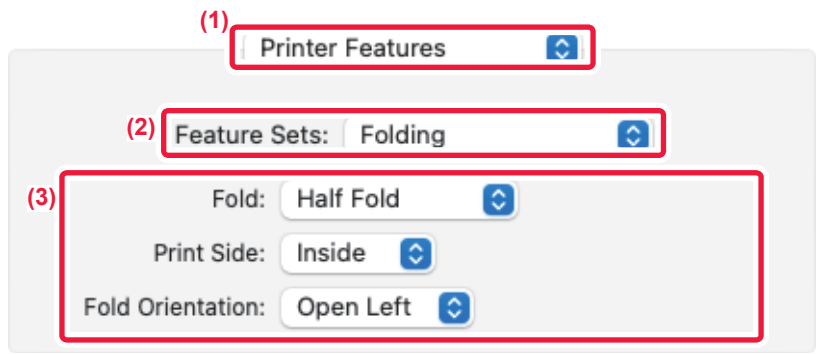 (1)
Printer Features
(2) Feature Sets: Folding
(3) Fold: Half Fold
Print Side: Inside
Fold Orientation: Open Left